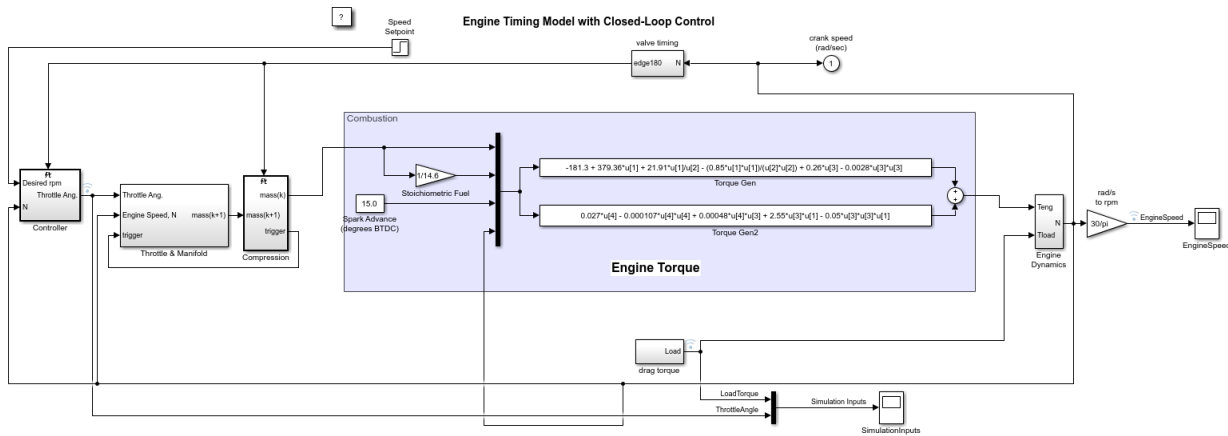 ?
Speed
Setpoint
Engine Timing Model with Closed-Loop Control
valve timing
edge180
N
crank speed
(rad/sec)
1
Combustion
Desired rpm
Throttle Ang.
N
Controller
Throttle Ang.
Engine Speed, N
trigger
mass(k+1)
Throttle & Manifold
mass(k)
mass(k+1)
trigger
Compression
1/14.6
Stoichiometric Fuel
15.0
Spark Advance
(degrees BTDC)
-181.3 + 379.36*u[1] + 21.91*u[1]/u[2] - (0.85*u[1]*u[1])/(u[2]*u[2]) + 0.26*u[3] - 0.0028*u[3]*u[3]
Torque Gen
0.027*u[4] - 0.000107*u[4]*u[4] + 0.00048*u[4]*u[3] + 2.55*u[3]*u[1] - 0.05*u[3]*u[3]*u[1]
Torque Gen2
+
+
Engine Torque
Teng
N
Tload
Engine
Dynamics
rad/s
to rpm
30/pi
EngineSpeed
EngineSpeed
Load
drag torque
LoadTorque
ThrottleAngle
Simulation Inputs
SimulationInputs